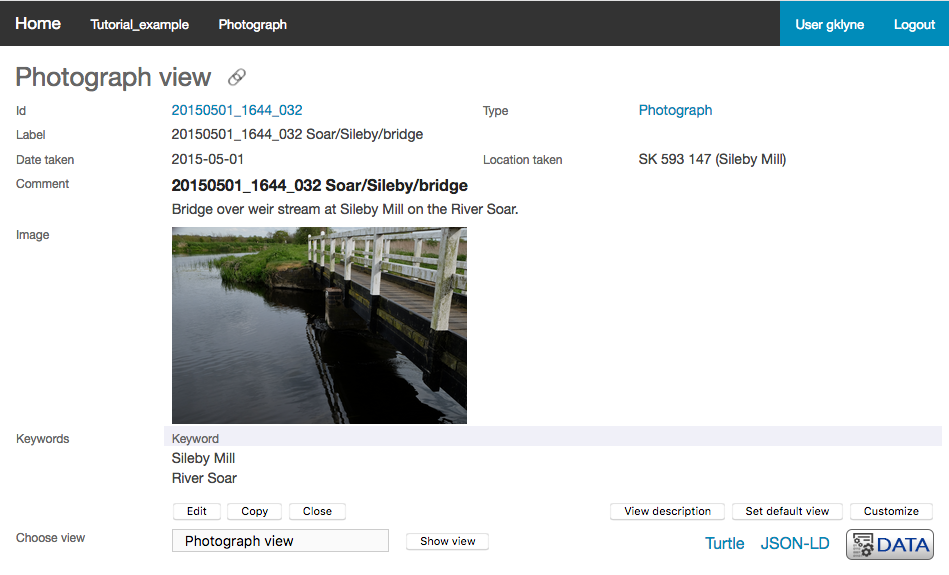 Home Tutorial_example Photograph User gklyne Logout
Photograph view
Id 20150501_1644_032 Type Photograph
Label 20150501_1644_032 Soar/Sileby/bridge
Date taken 2015-05-01 Location taken SK 593 147 (Sileby Mill)
Comment 20150501_1644_032 Soar/Sileby/bridge
Bridge over weir stream at Sileby Mill on the River Soar.
Image
Keywords Keyword
Sileby Mill
River Soar
Edit Copy Close View description Set default view Customize
Choose view Photograph view Show view Turtle JSON-LD DATA